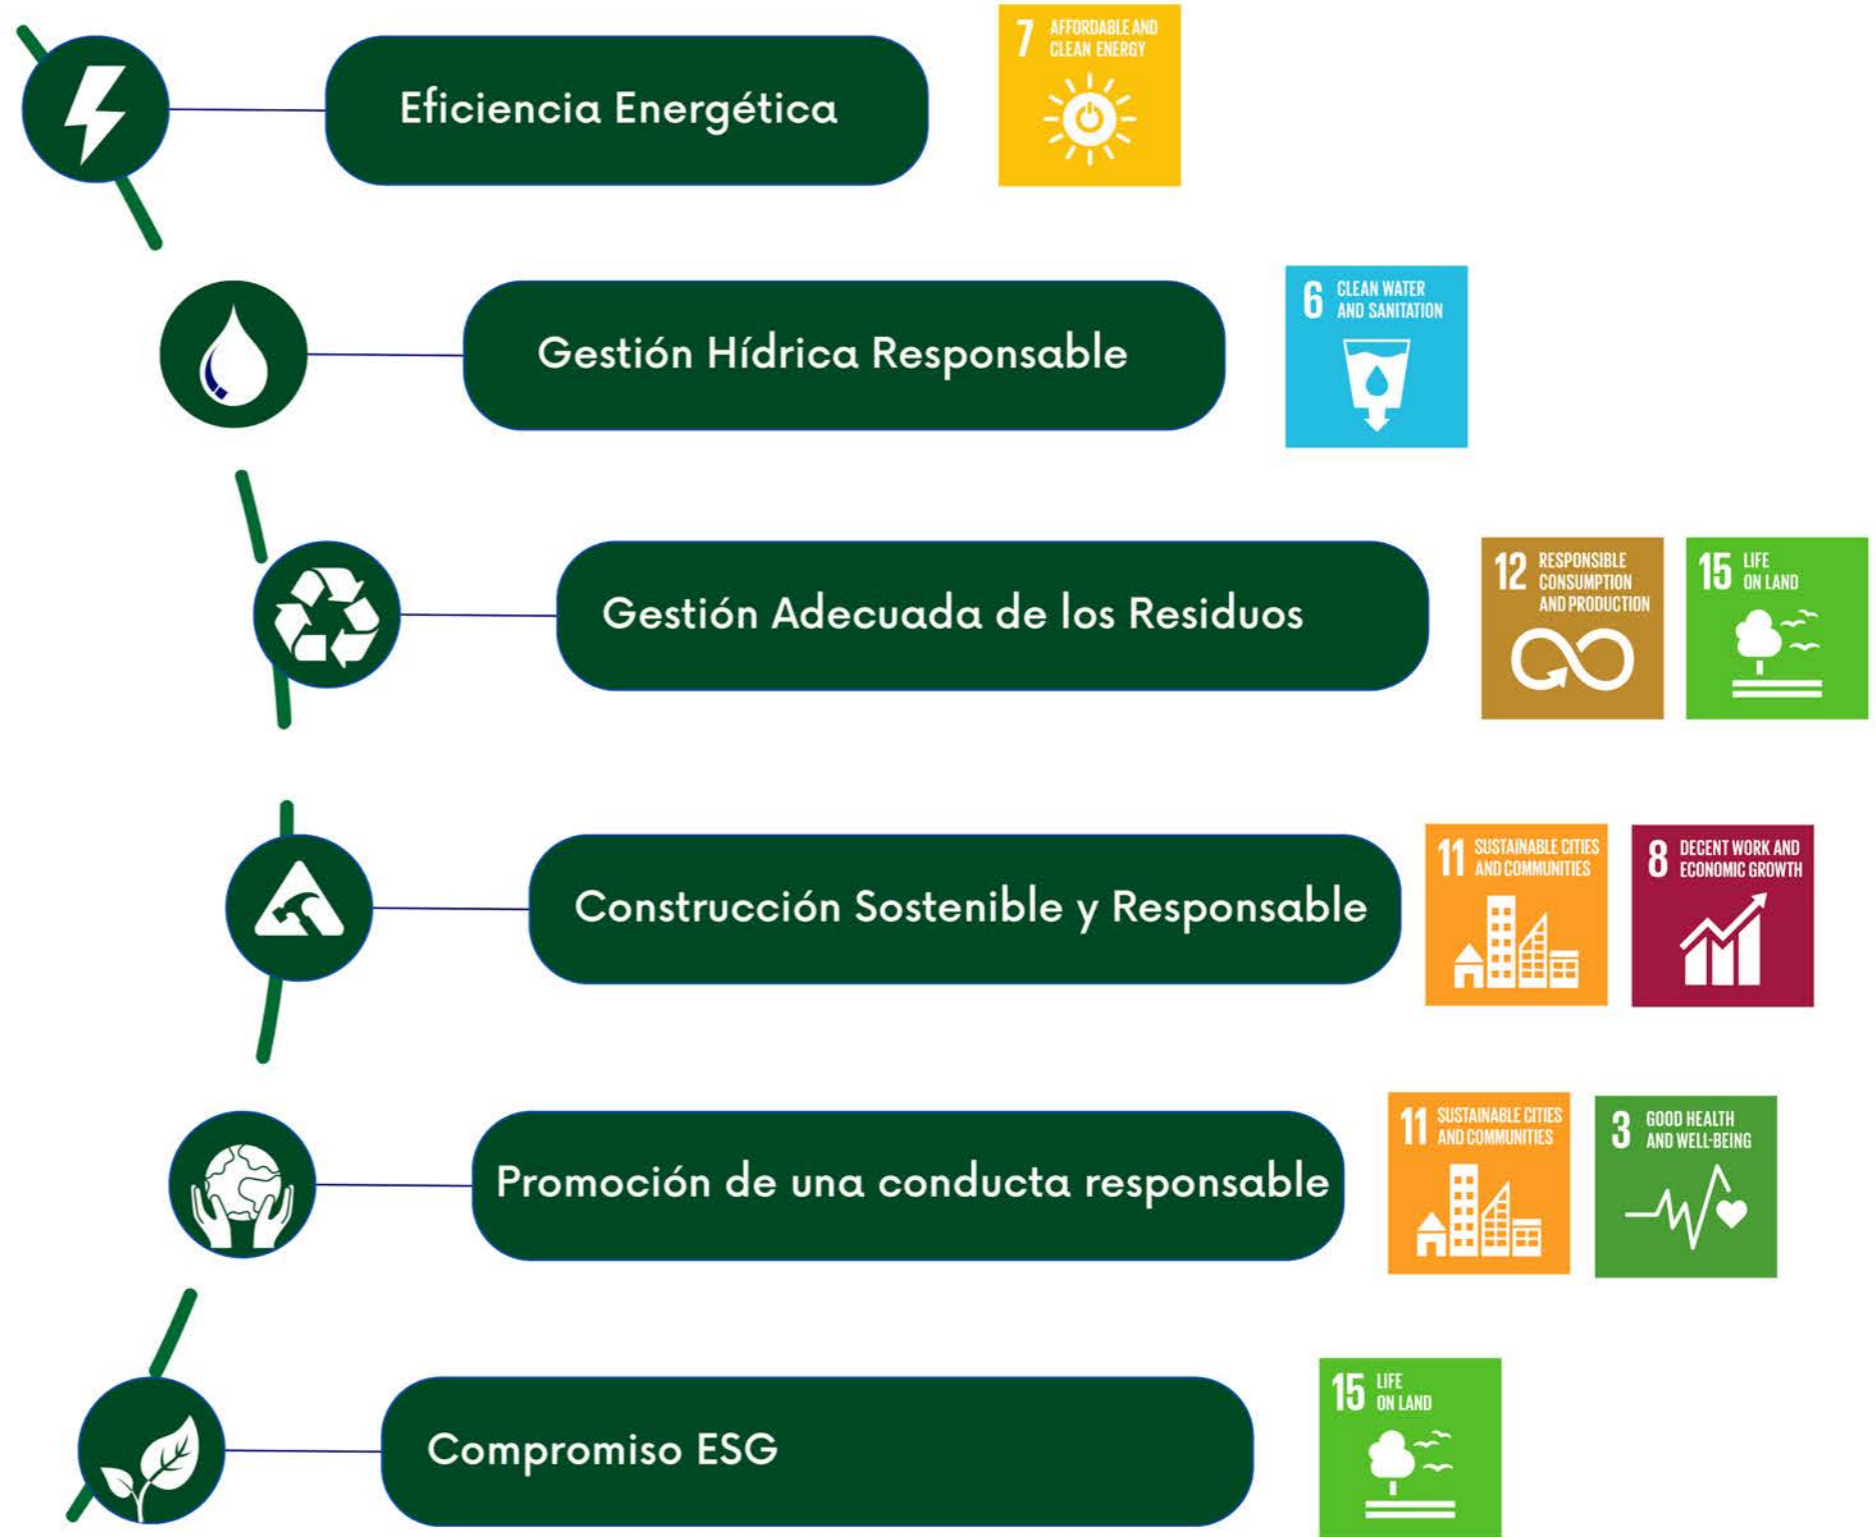 Eficiencia Energética
7 AFFORDABLE AND
CLEAN ENERGY
Gestión Hídrica Responsable
6 CLEAN WATER
AND SANITATION
Gestión Adecuada de los Residuos
12 RESPONSIBLE
CONSUMPTION
AND PRODUCTION
15 LIFE
ON LAND
Construcción Sostenible y Responsable
11 SUSTAINABLE CITIES
AND COMMUNITIES
8 DECENT WORK AND
ECONOMIC GROWTH
Promoción de una conducta responsable
11 SUSTAINABLE CITIES
AND COMMUNITIES
3 GOOD HEALTH
AND WELL-BEING
Compromiso ESG
15 LIFE
ON LAND